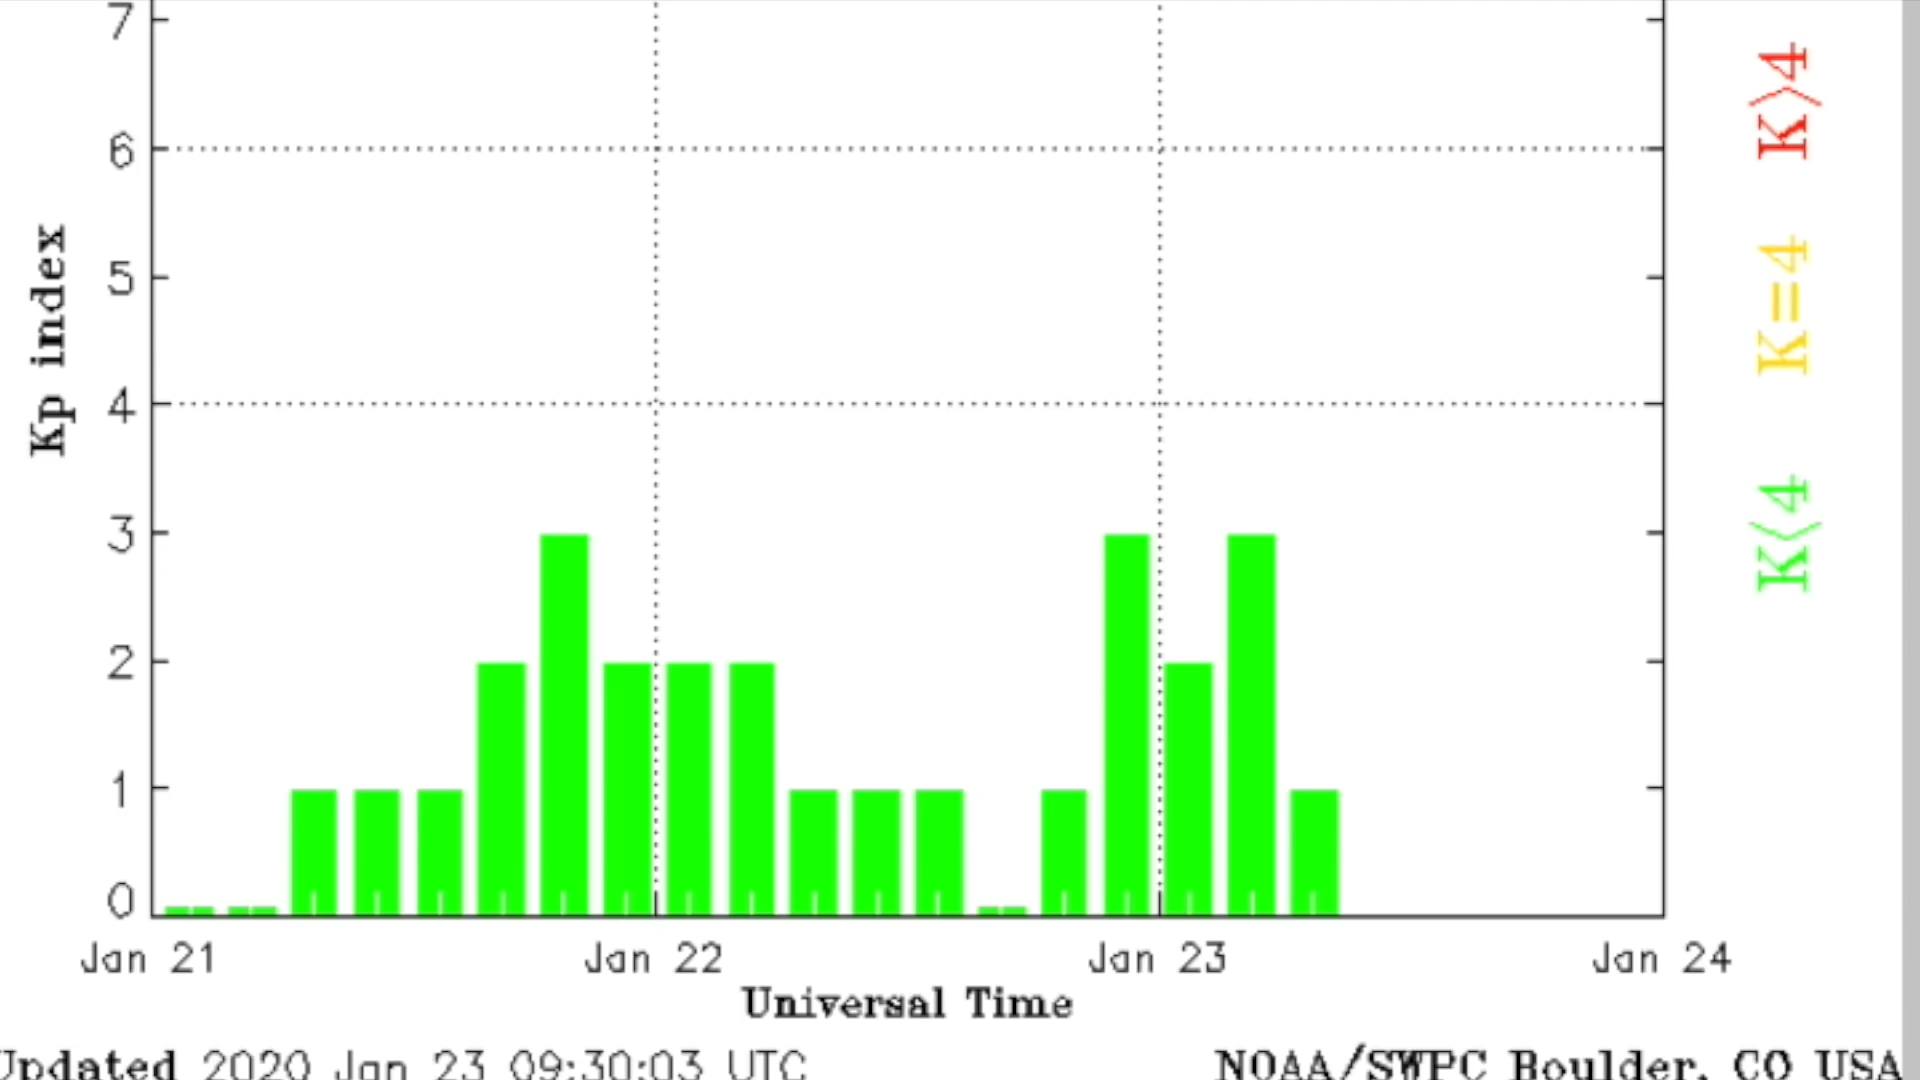 7
6
5
4
3
2
1
0
Kp index
K>4
K=4
K<4
Jan 21 Jan 22 Jan 23 Jan 24
Universal Time
Updated 2020 Jan 23 09:30:03 UTC
NOAA/SWPC Boulder, CO USA